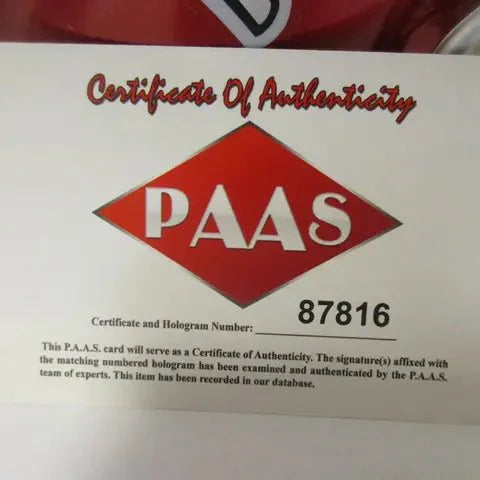 Certificate Of Authenticity
PAAS
Certificate and Hologram Number: 87816
This P.A.A.S. card will serve as a Certificate of Authenticity. The signature(s) affixed with
the matching numbered hologram has been examined and authenticated by the P.A.A.S.
team of experts. This item has been recorded in our database.